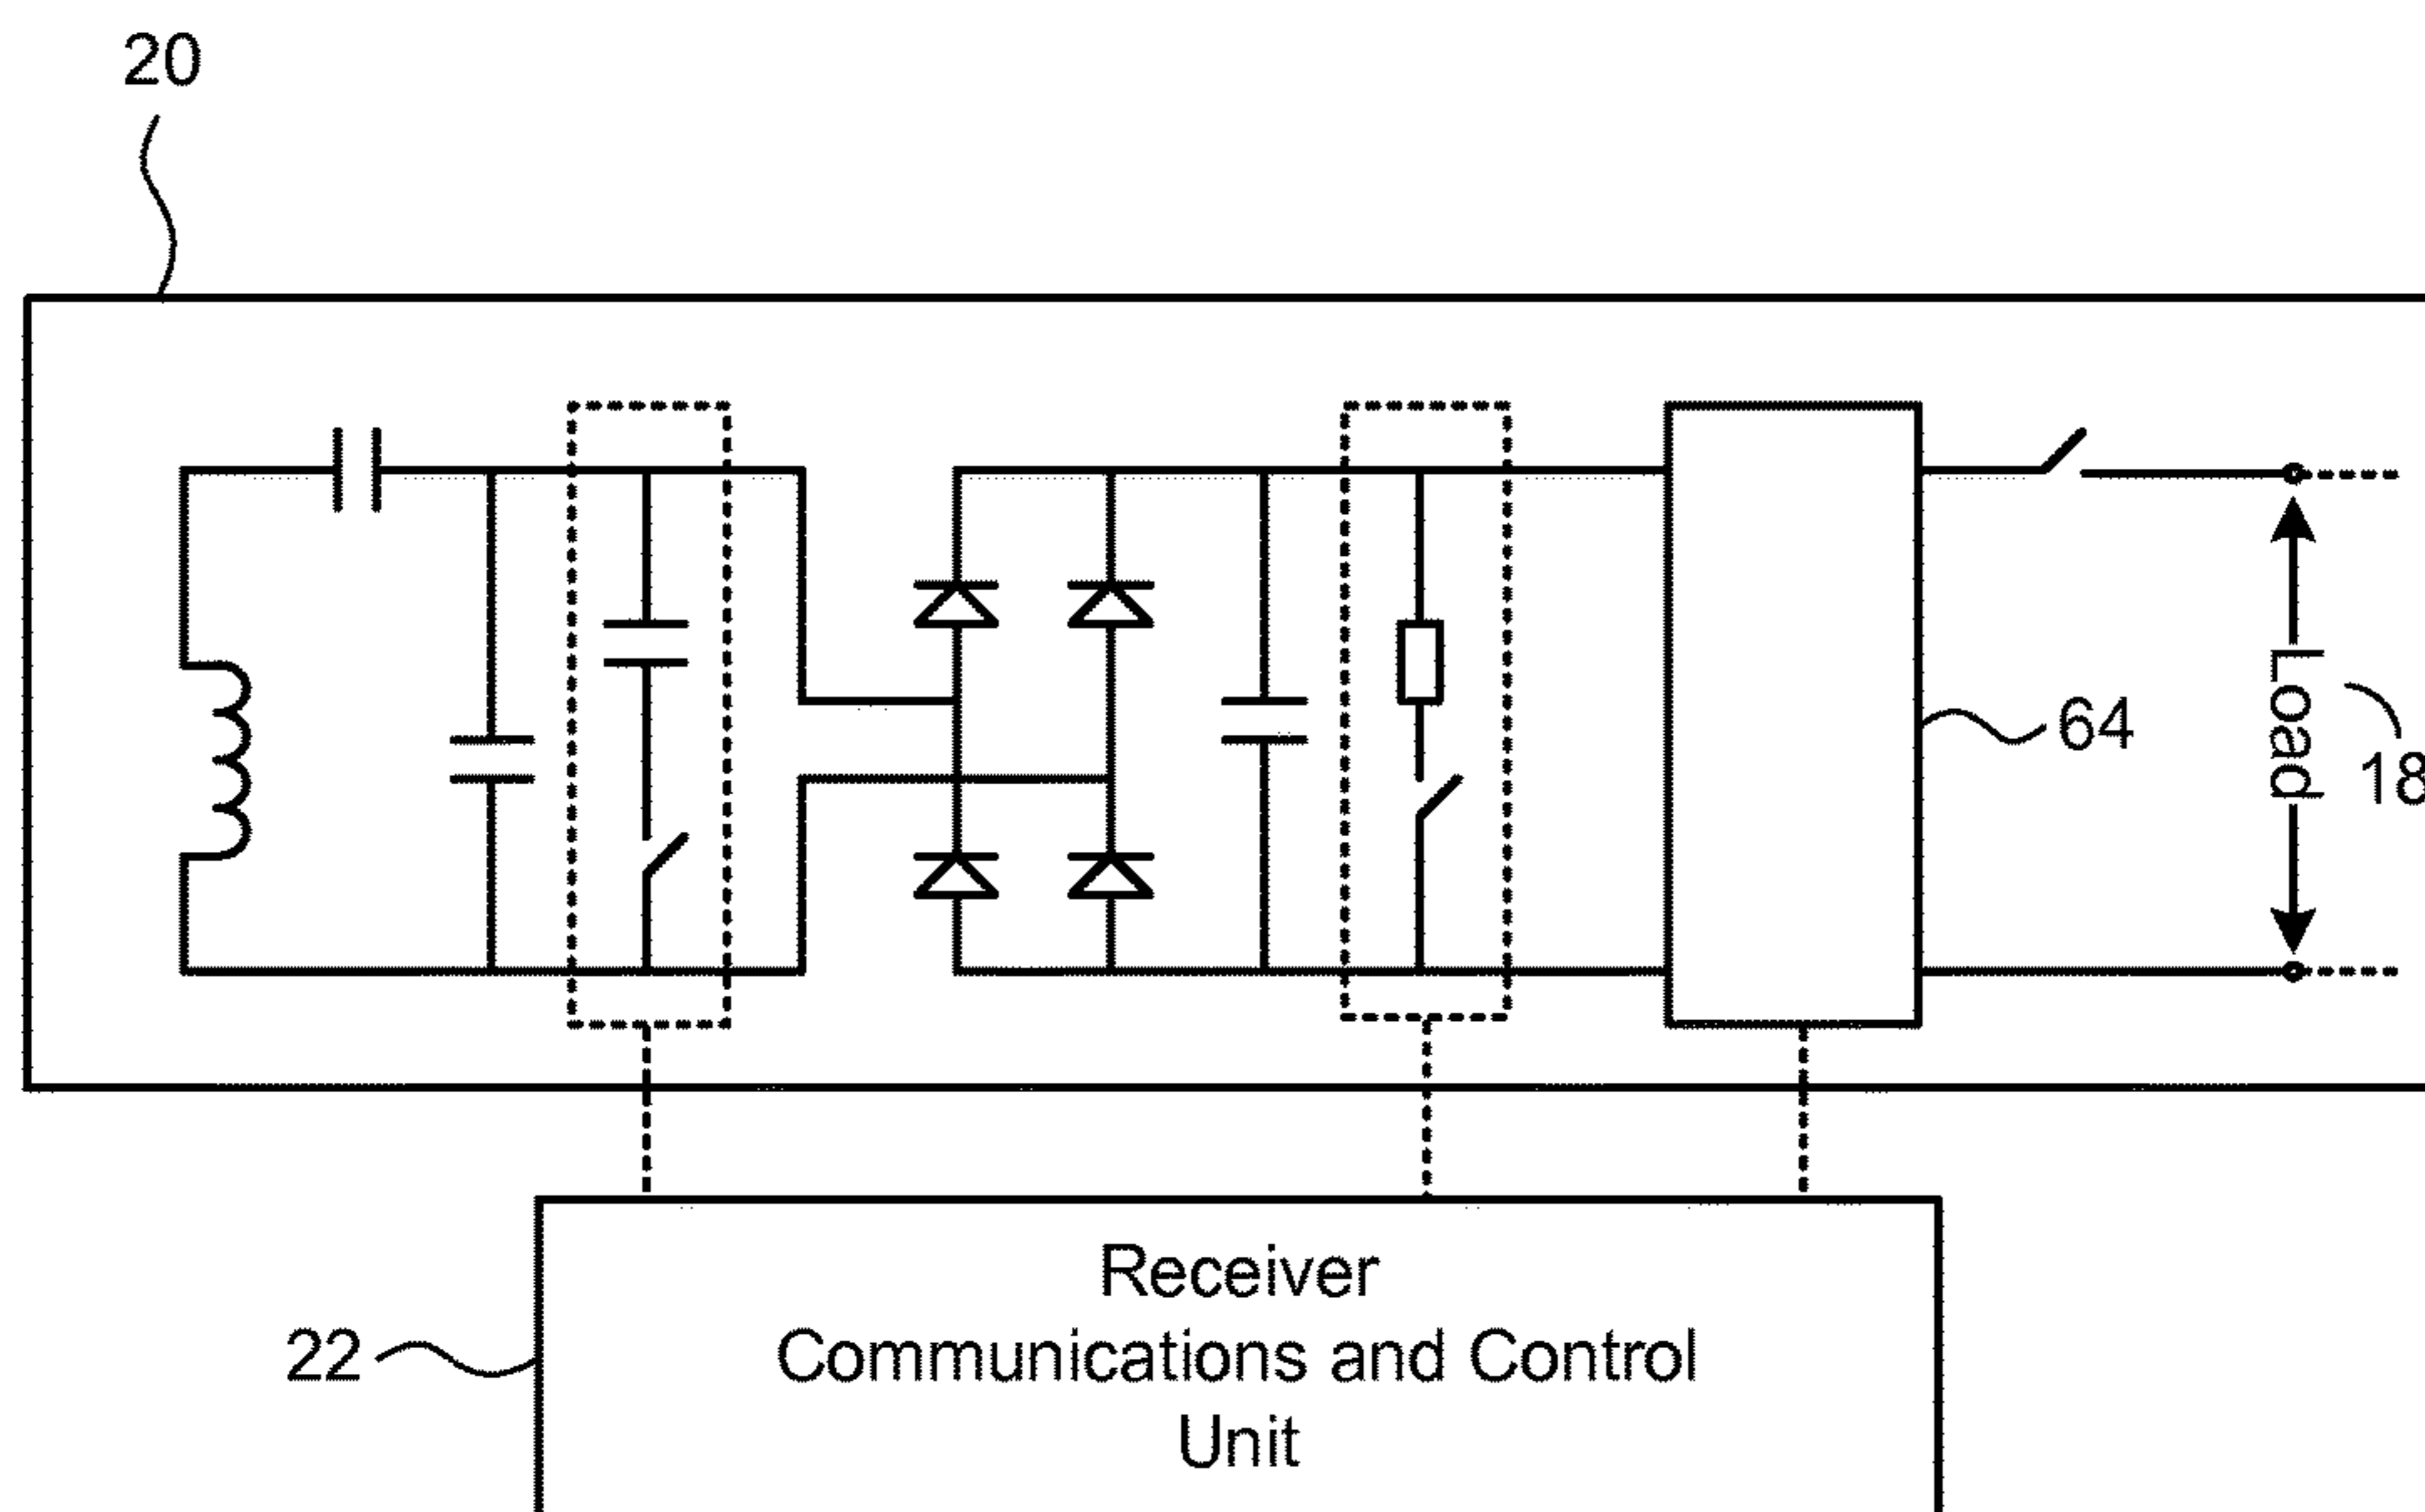 20
64
Load
18
22
Receiver
Communications and Control
Unit